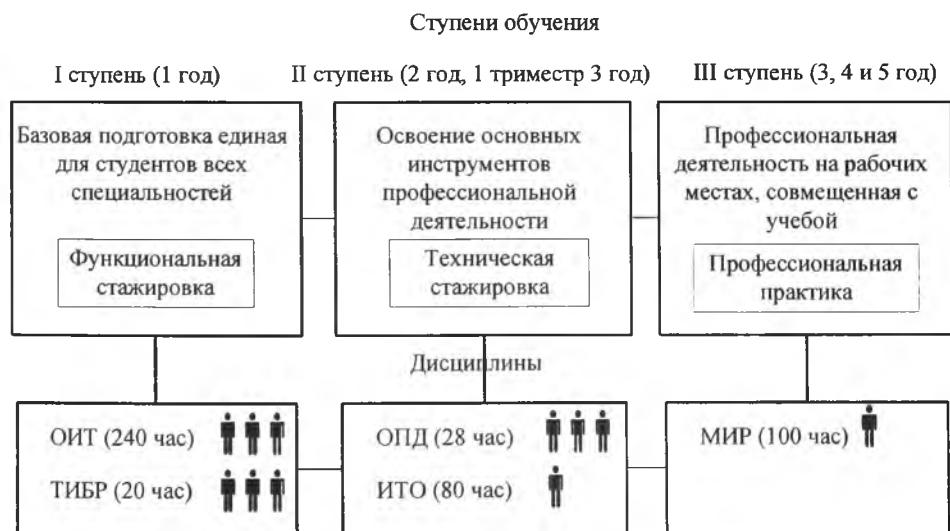 Ступени обучения
I ступень (1 год)
II ступень (2 год, 1 триместр 3 год)
III ступень (3, 4 и 5 год)
Базовая подготовка единая
для студентов всех
специальностей
Функциональная
стажировка
Освоение основных
инструментов
профессиональной
деятельности
Техническая
стажировка
Профессиональная
деятельность на рабочих
местах, совмещенная с
учебой
Профессиональная
практика
Дисциплины
ОИТ (240 час)
ТИБР (20 час)
ОПД (28 час)
ИТО (80 час)
МИР (100 час)